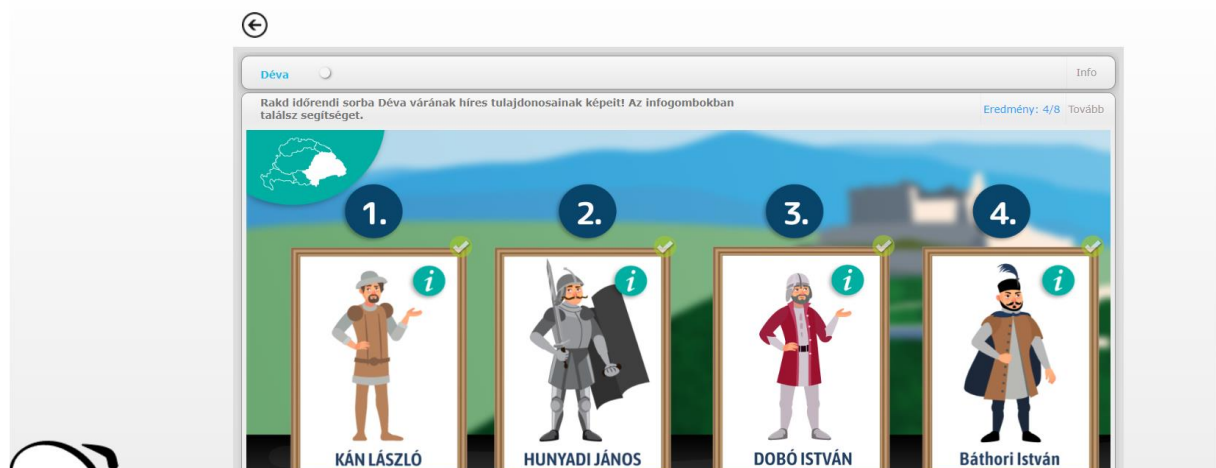 Déva
Info
Rakd időrendi sorba Déva várának híres tulajdonosainak képeit! Az infogombokban
találsz segítséget.
Eredmény: 4/8 Tovább
1.
2.
3.
4.
i
i
i
i
KÁN LÁSZLÓ
HUNYADI JÁNOS
DOBÓ ISTVÁN
Báthori István